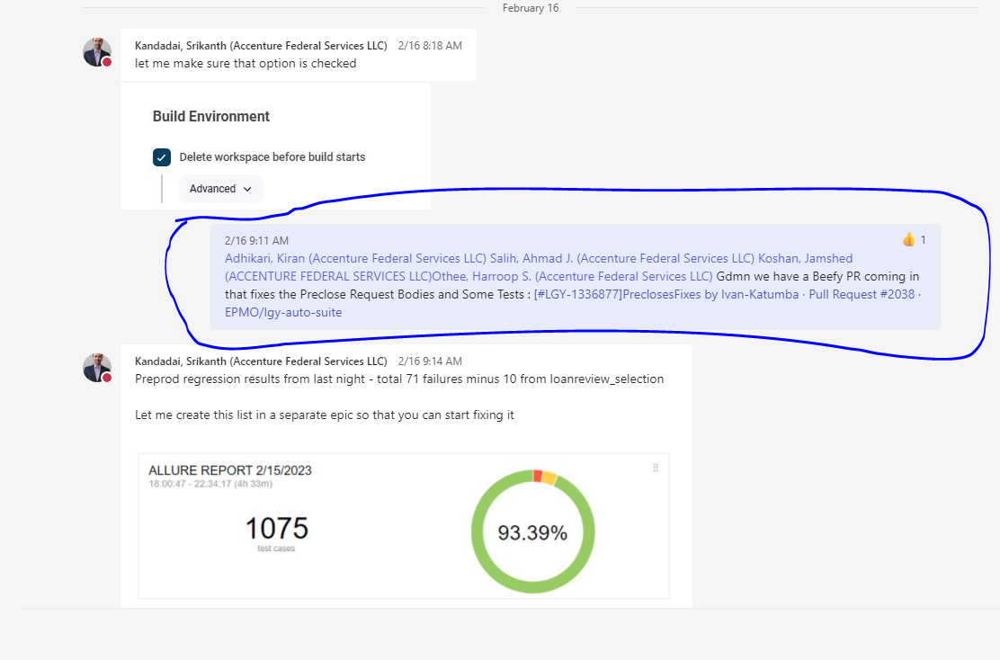 February 16
Kandadai, Srikanth (Accenture Federal Services LLC) 2/16 8:18 AM
let me make sure that option is checked
Build Environment
Delete workspace before build starts
Advanced
2/16 9:11 AM
1
Adhikari, Kiran (Accenture Federal Services LLC) Salih, Ahmad J. (Accenture Federal Services LLC) Koshan, Jamshed
(ACCENTURE FEDERAL SERVICES LLC)Othee, Harroop S. (Accenture Federal Services LLC) Gdmn we have a Beefy PR coming in
that fixes the Preclose Request Bodies and Some Tests : [#LGY-1336877]PreclosesFixes by Ivan-Katumba · Pull Request #2038 ·
EPMO/lgy-auto-suite
Kandadai, Srikanth (Accenture Federal Services LLC) 2/16 9:14 AM
Preprod regression results from last night - total 71 failures minus 10 from loanreview_selection
Let me create this list in a separate epic so that you can start fixing it
ALLURE REPORT 2/15/2023
18:00:47 - 22:34:17 (4h 33m)
1075
test cases
93.39%